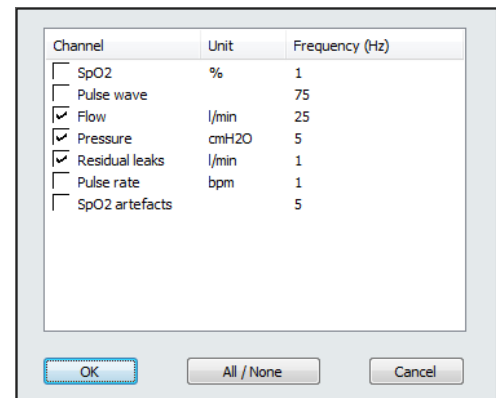 Channel Unit Frequency (Hz)
SpO2 % 1
Pulse wave 75
Flow l/min 25
Pressure cmH2O 5
Residual leaks l/min 1
Pulse rate bpm 1
SpO2 artefacts 5
OK All / None Cancel